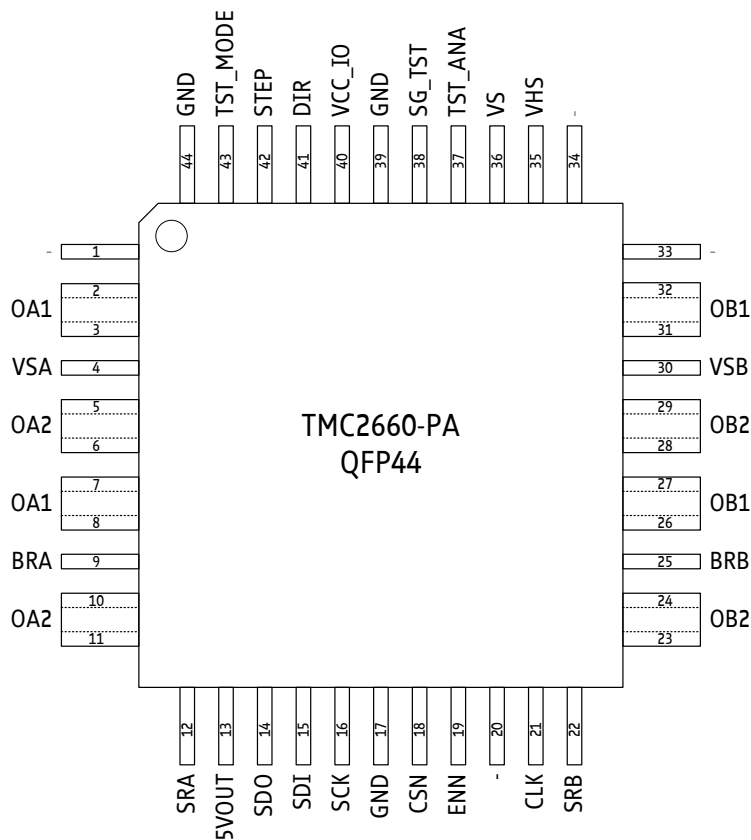 GND TST_MODE STEP DIR VCC_IO GND SG_TST TST_ANA VS VHS -
44 43 42 41 40 39 38 37 36 35 34
- 1 33 -
OA1 2 32 OB1
3 31
VSA 4 30 VSB
OA2 5 29 OB2
6 28
TMC2660-PA
QFP44
OA1 7 27 OB1
8 26
BRA 9 25 BRB
OA2 10 24 OB2
11 23
12 13 14 15 16 17 18 19 20 21 22
SRA 5VOUT SDO SDI SCK GND CSN ENN - CLK SRB